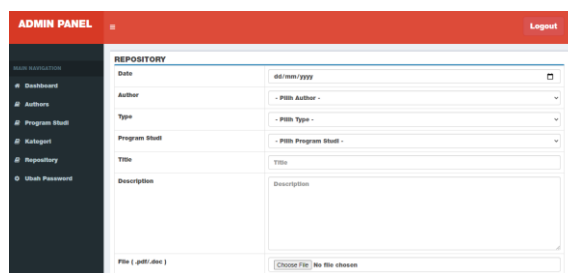 ADMIN PANEL
Logout
MAIN NAVIGATION
Dashboard
Authors
Program Studi
Kategori
Repository
Ubah Password
REPOSITORY
Date
dd/mm/yyyy
Author
- Pilih Author -
Type
- Pilih Type -
Program Studi
- Pilih Program Studi -
Title
Title
Description
Description
File ( .pdf/.doc )
Choose File No file chosen